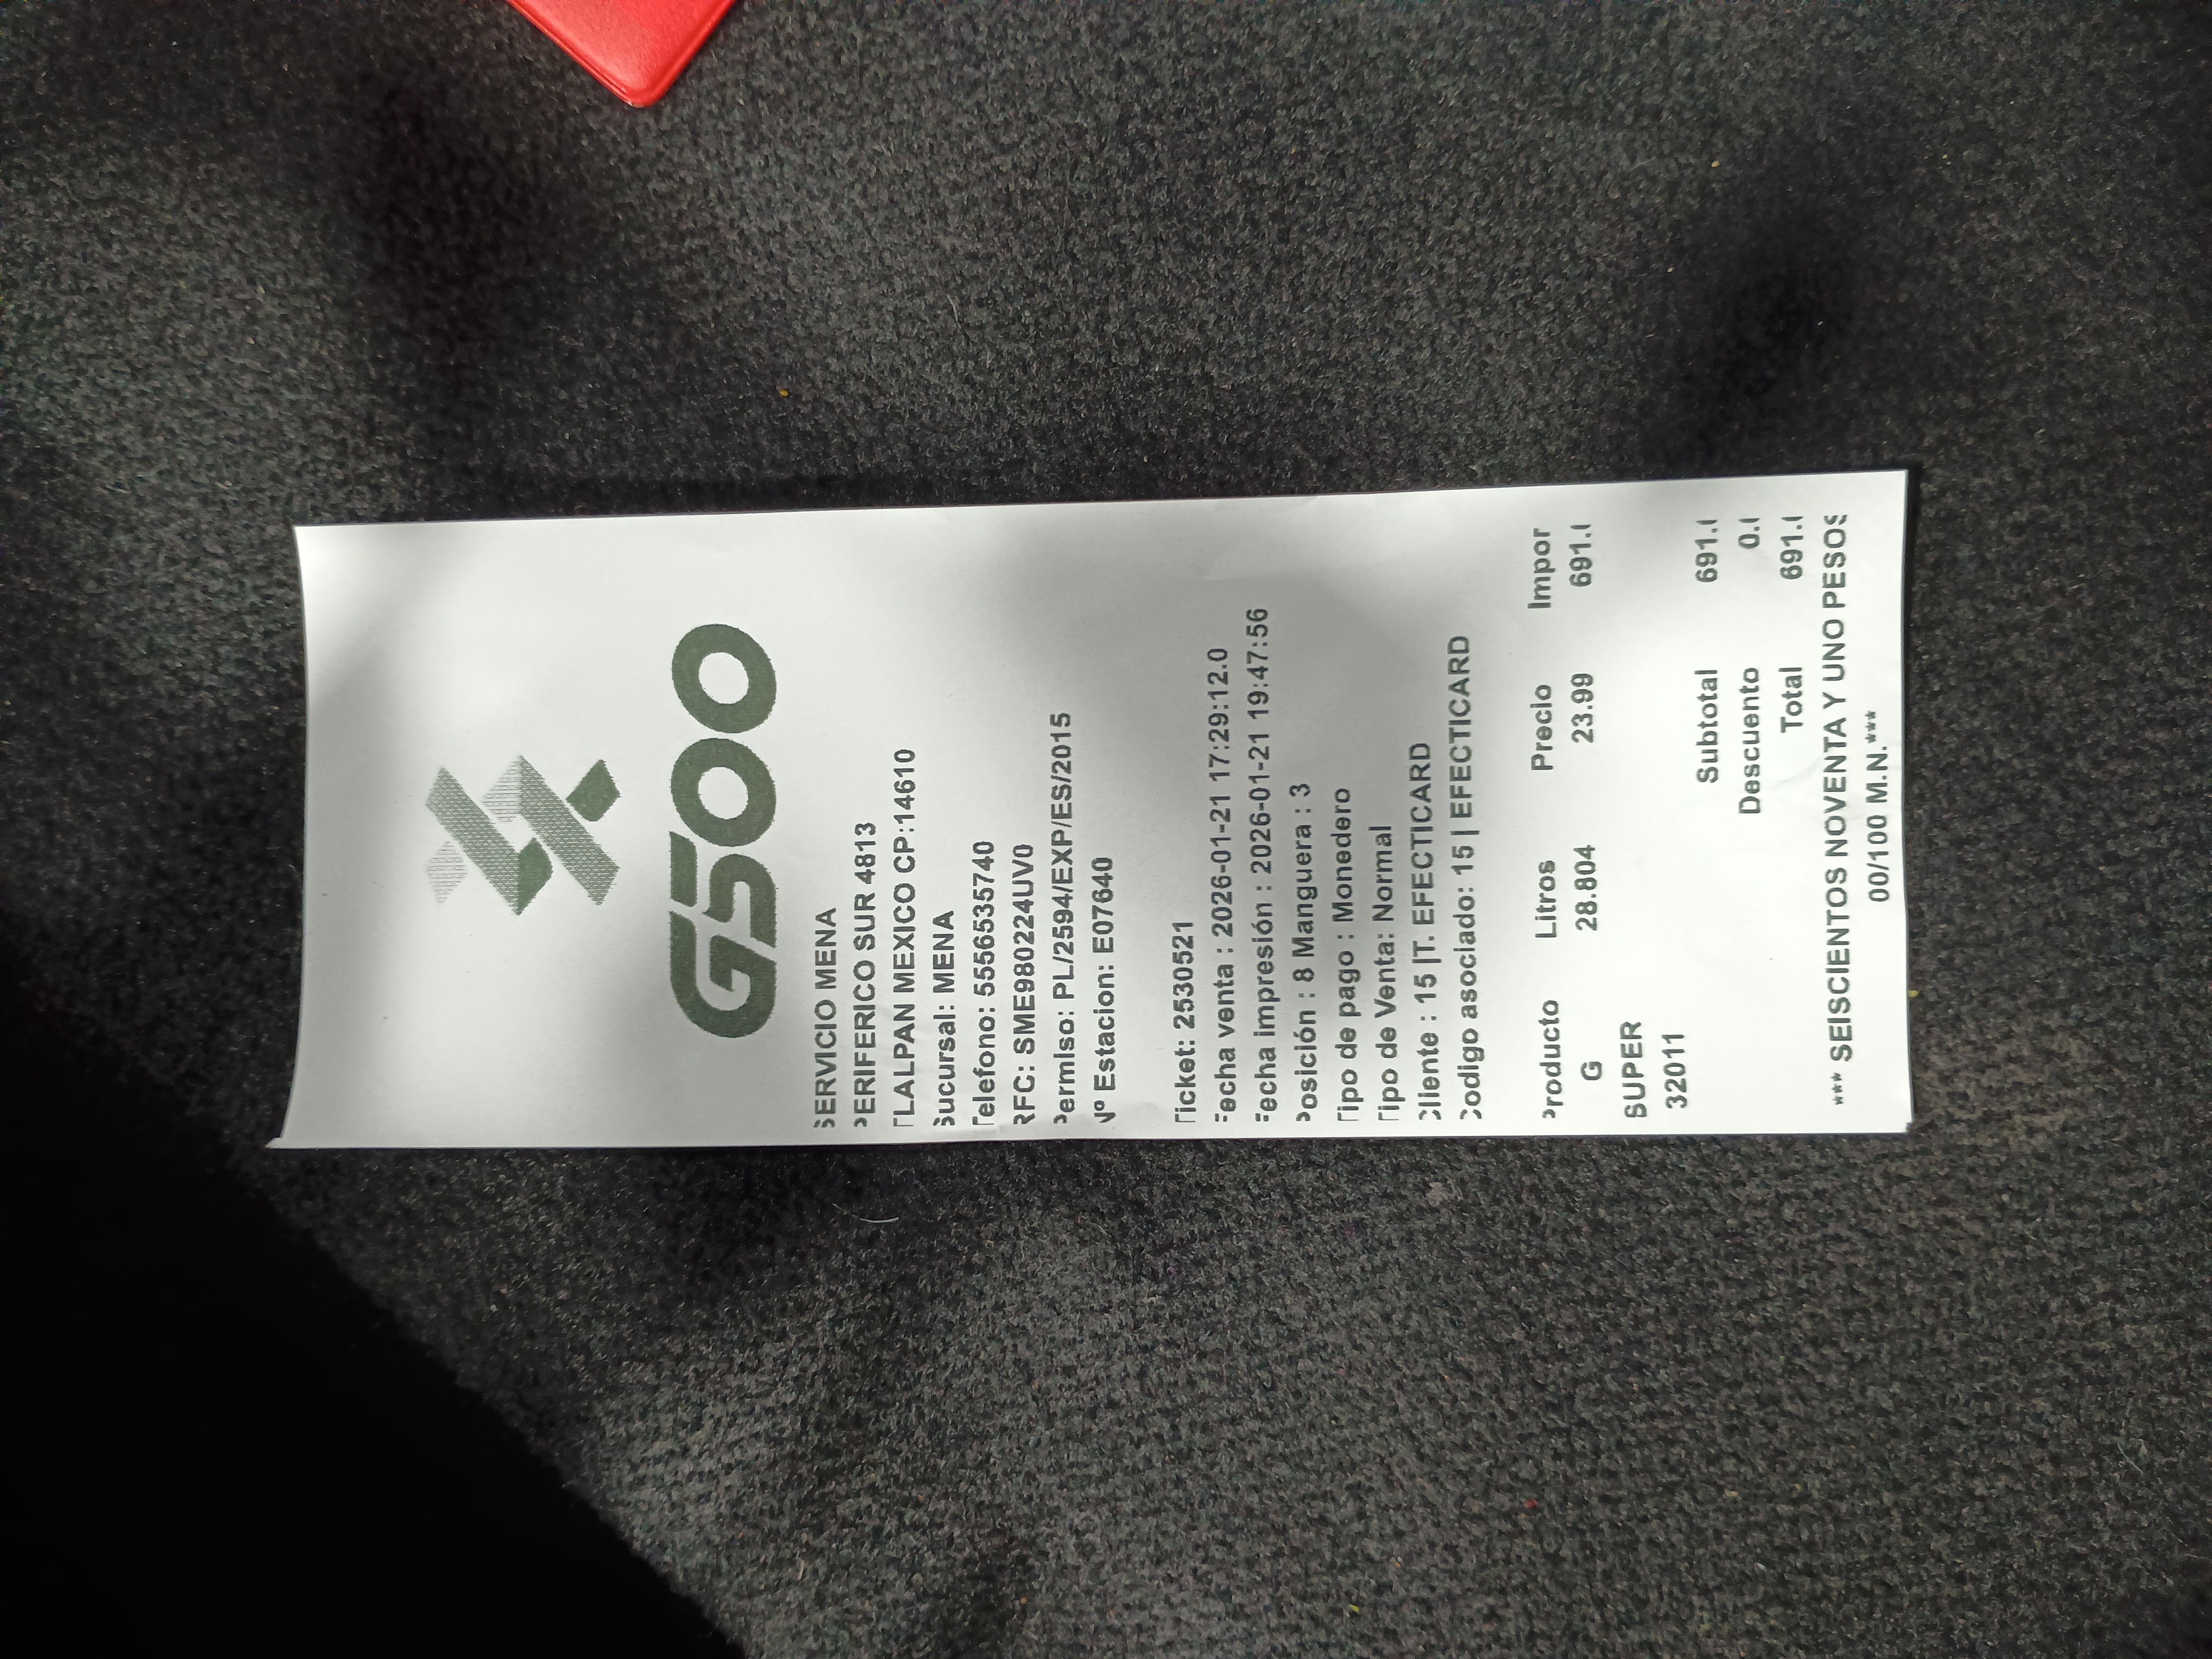 G500
SERVICIO MENA
PERIFERICO SUR 4813
TLALPAN MEXICO CP:14610
Sucursal: MENA
Telefono: 5556535740
RFC: SME980224UV0
Permiso: PL/2594/EXP/ES/2015
Nº Estacion: E07640
Ticket: 2530521
Fecha venta : 2026-01-21 17:29:12.0
Fecha impresión : 2026-01-21 19:47:56
Posición : 8 Manguera : 3
Tipo de pago : Monedero
Tipo de Venta: Normal
Cliente : 15 |T. EFECTICARD
Codigo asociado: 15 | EFECTICARD
Producto Litros Precio Impor
G 28.804 23.99 691.
SUPER
32011
Subtotal 691.
Descuento 0.
Total 691.
*** SEISCIENTOS NOVENTA Y UNO PESOS
00/100 M.N.***